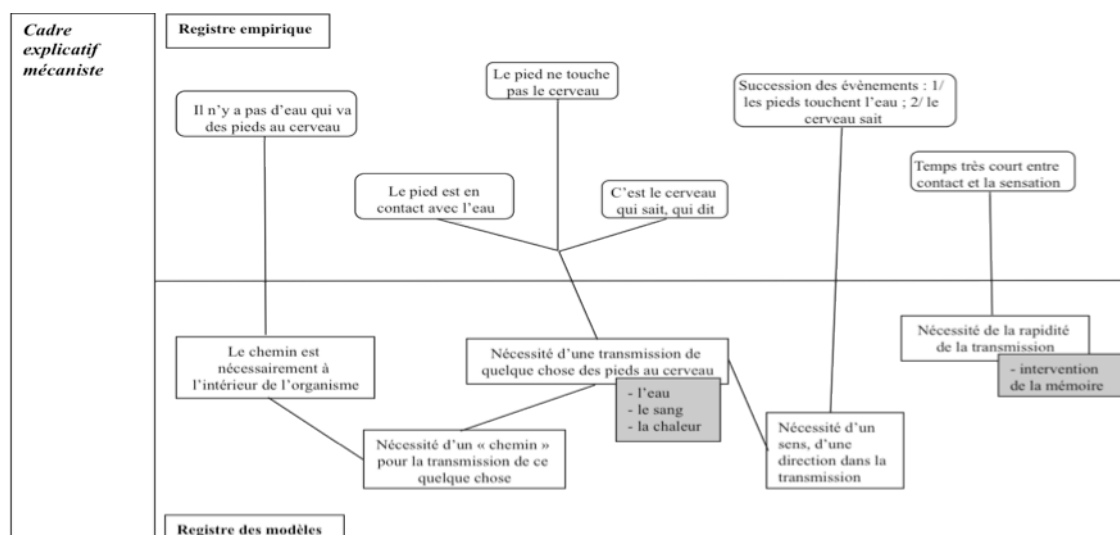 Cadre
explicatif
mécaniste
Registre empirique
Il n'y a pas d'eau qui va
des pieds au cerveau
Le pied ne touche
pas le cerveau
Succession des évènements : 1/
les pieds touchent l'eau ; 2/ le
cerveau sait
Le pied est en
contact avec l'eau
C'est le cerveau
qui sait, qui dit
Temps très court entre
contact et la sensation
Le chemin est
nécessairement à
l'intérieur de l'organisme
Nécessité d'une transmission de
quelque chose des pieds au cerveau
- l'eau
- le sang
- la chaleur
Nécessité de la rapidité
de la transmission
- intervention
de la mémoire
Nécessité d'un « chemin »
pour la transmission de ce
quelque chose
Nécessité d'un
sens, d'une
direction dans la
transmission
Registre des modèles